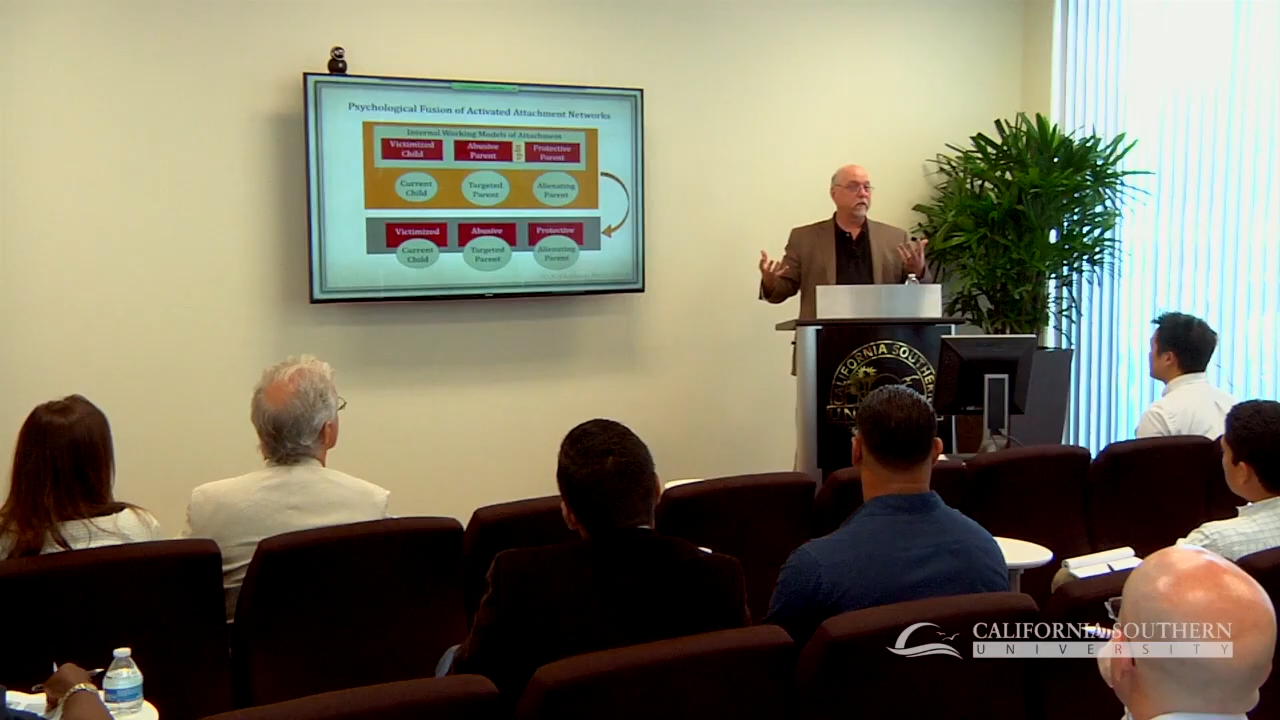 Psychological Fusion of Activated Attachment Networks
Internal Working Models of Attachment
Victimized Child
Abusive Parent
split
Protective Parent
Current Child
Targeted Parent
Alienating Parent
Victimized
Abusive
Protective
Current Child
Targeted Parent
Alienating Parent
CALIFORNIA SOUTHERN
CALIFORNIA SOUTHERN
UNIVERSITY